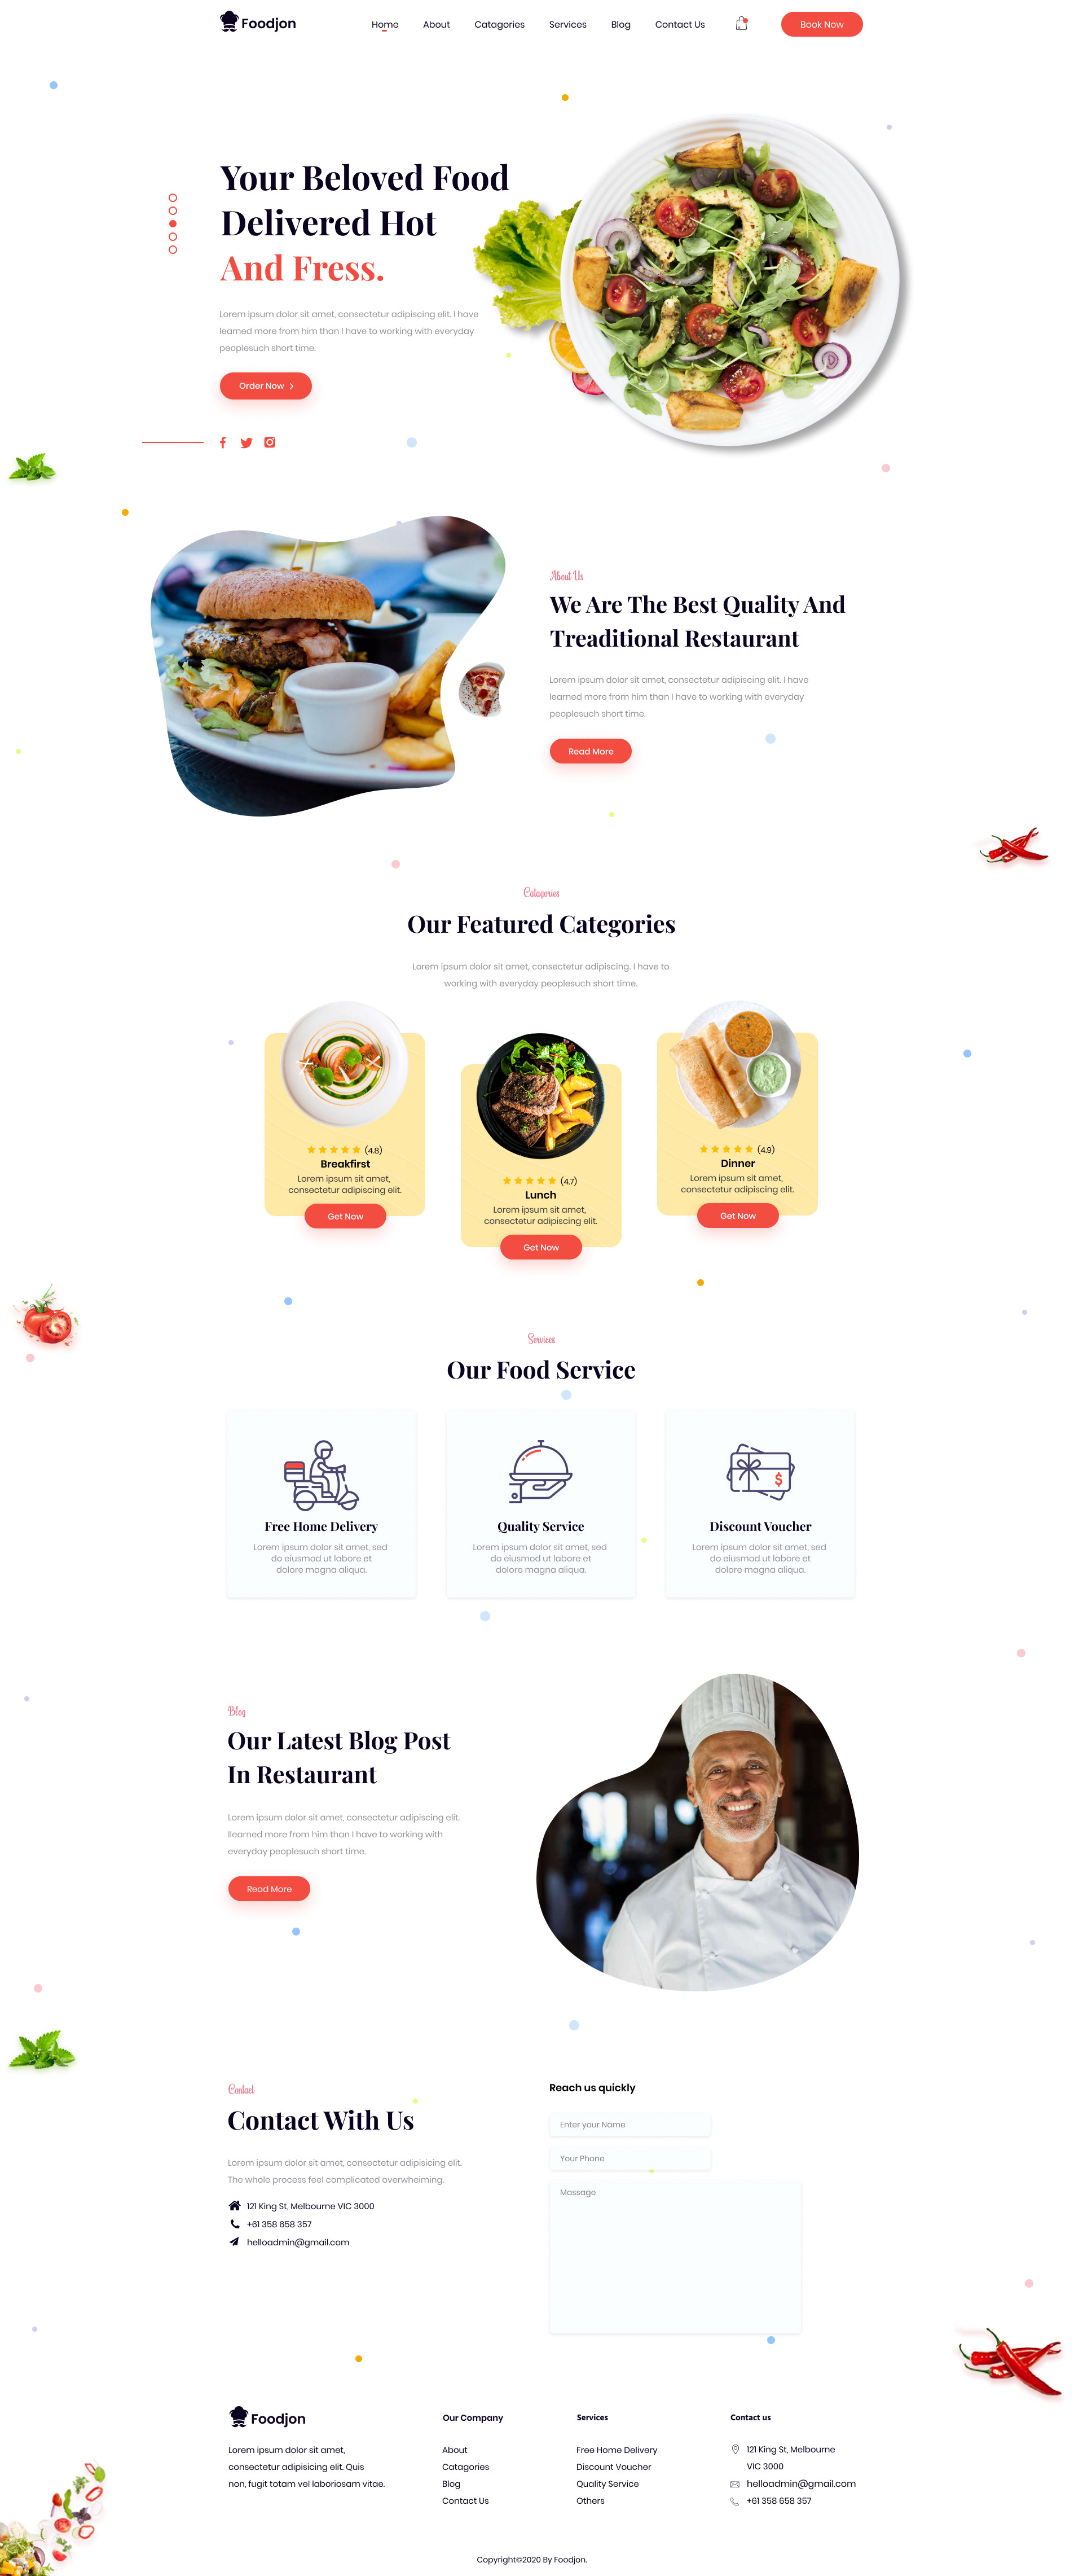 Foodjon
Home About Catagories Services Blog Contact Us
Book Now
Your Beloved Food
Delivered Hot
And Fress.
Lorem ipsum dolor sit amet, consectetur adipiscing elit. I have
learned more from him than I have to working with everyday
peoplesuch short time.
Order Now
About Us
We Are The Best Quality And
Treaditional Restaurant
Lorem ipsum dolor sit amet, consectetur adipiscing elit. I have
learned more from him than I have to working with everyday
peoplesuch short time.
Read More
Catagories
Our Featured Categories
Lorem ipsum dolor sit amet, consectetur adipiscing. I have to
working with everyday peoplesuch short time.
(4.8)
Breakfirst
Lorem ipsum sit amet,
consectetur adipiscing elit.
Get Now
(4.7)
Lunch
Lorem ipsum sit amet,
consectetur adipiscing elit.
Get Now
(4.9)
Dinner
Lorem ipsum sit amet,
consectetur adipiscing elit.
Get Now
Services
Our Food Service
Free Home Delivery
Lorem ipsum dolor sit amet, sed
do eiusmod ut labore et
dolore magna aliqua.
Quality Service
Lorem ipsum dolor sit amet, sed
do eiusmod ut labore et
dolore magna aliqua.
$
Discount Voucher
Lorem ipsum dolor sit amet, sed
do eiusmod ut labore et
dolore magna aliqua.
Blog
Our Latest Blog Post
In Restaurant
Lorem ipsum dolor sit amet, consectetur adipiscing elit.
Ilearned more from him than I have to working with
everyday peoplesuch short time.
Read More
Contact
Contact With Us
Lorem ipsum dolor sit amet, consectetur adipisicing elit.
The whole process feel complicated overwheiming.
121 King St, Melbourne VIC 3000
+61 358 658 357
helloadmin@gmail.com
Reach us quickly
Enter your Name
Your Phone
Massage
Foodjon
Lorem ipsum dolor sit amet,
consectetur adipisicing elit. Quis
non, fugit totam vel laboriosam vitae.
Our Company
About
Catagories
Blog
Contact Us
Services
Free Home Delivery
Discount Voucher
Quality Service
Others
Contact us
121 King St, Melbourne
VIC 3000
helloadmin@gmail.com
+61 358 658 357
Copyright©2020 By Foodjon.